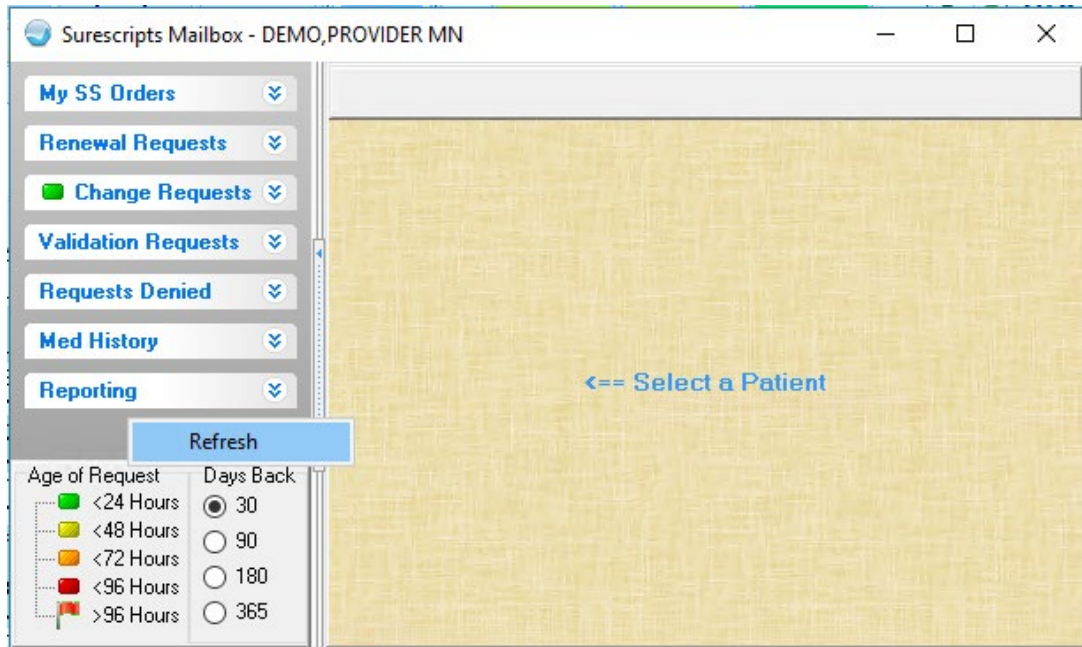 Surescripts Mailbox - DEMO,PROVIDER MN
My SS Orders
Renewal Requests
Change Requests
Validation Requests
Requests Denied
Med History
Reporting
<== Select a Patient
Refresh
Age of Request
<24 Hours
<48 Hours
<72 Hours
<96 Hours
>96 Hours
Days Back
30
90
180
365